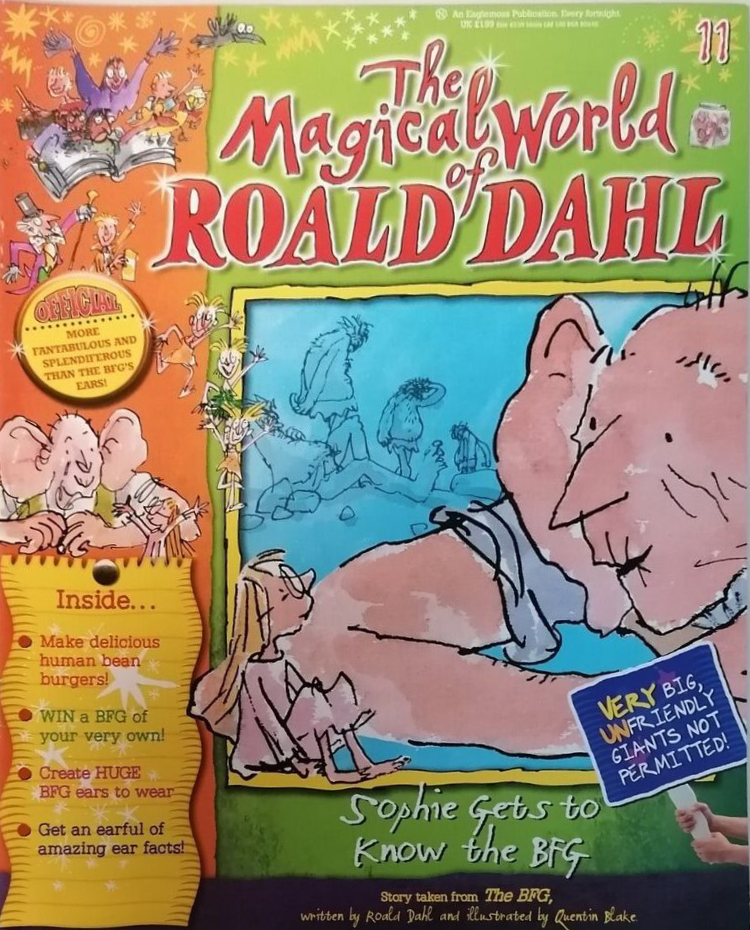 An Eaglemoss Publication. Every fortnight.
UK £1.99
11
The
Magical World
of
ROALD DAHL
OFFICIAL
MORE
FANTABULOUS AND
SPLENDIFEROUS
THAN THE BFG'S
EARS!
Inside...
Make delicious
human bean
burgers!
WIN a BFG of
your very own!
Create HUGE
BFG ears to wear
Get an earful of
amazing ear facts!
VERY BIG,
UNFRIENDLY
GIANTS NOT
PERMITTED!
Sophie Gets to
Know the BFG
Story taken from The BFG,
written by Roald Dahl and illustrated by Quentin Blake